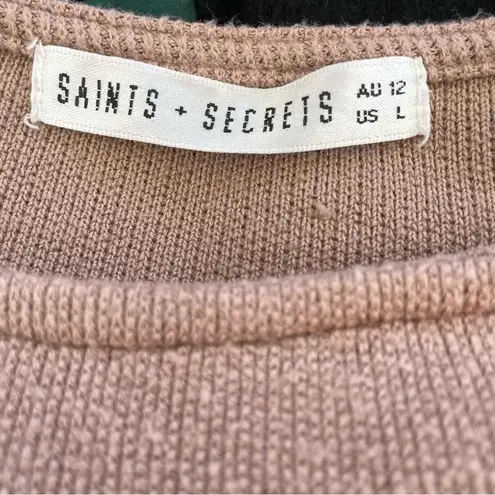 SAINTS + SECRETS
AU 12
US L